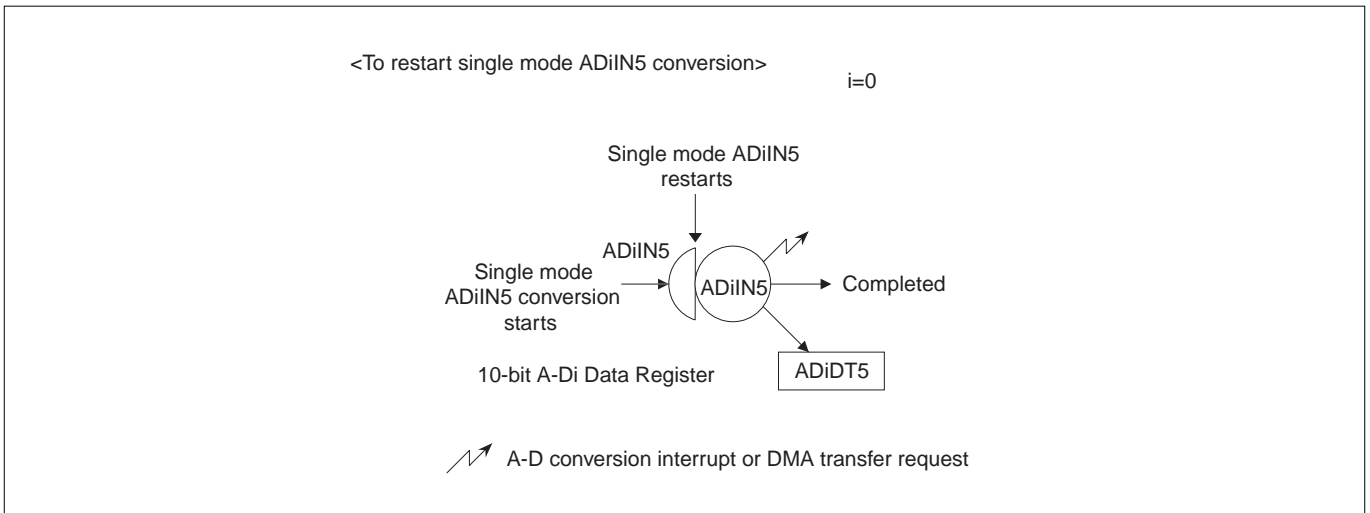 <To restart single mode ADiIN5 conversion>
i=0
Single mode ADiIN5
restarts
ADiIN5
Single mode
ADiIN5 conversion
starts
ADiIN5
Completed
10-bit A-Di Data Register
ADiDT5
A-D conversion interrupt or DMA transfer request